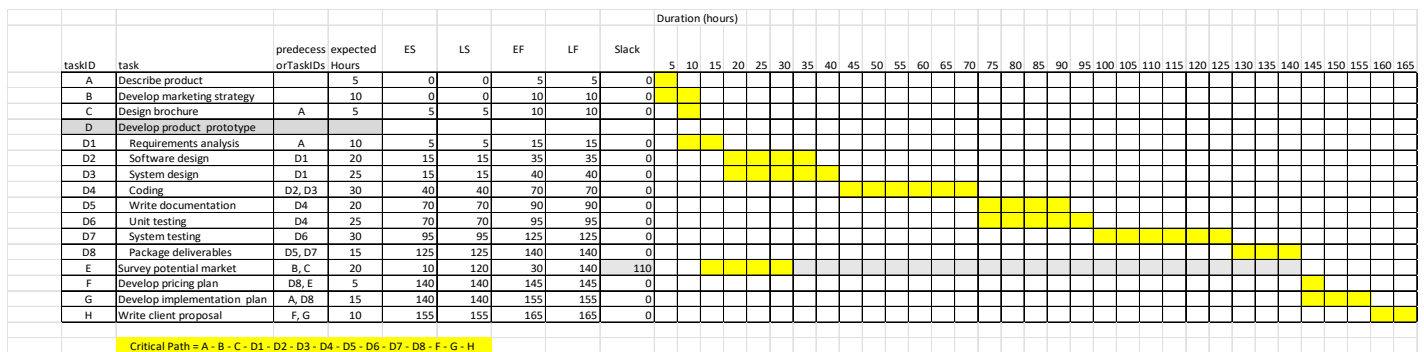 Duration (hours)
predecess expected ES LS EF LF Slack
taskID task orTaskIDs Hours 5 10 15 20 25 30 35 40 45 50 55 60 65 70 75 80 85 90 95 100 105 110 115 120 125 130 135 140 145 150 155 160 165
A Describe product 5 0 0 5 5 0
B Develop marketing strategy 10 0 0 10 10 0
C Design brochure A 5 5 5 10 10 0
D Develop product prototype
D1 Requirements analysis A 10 5 5 15 15 0
D2 Software design D1 20 15 15 35 35 0
D3 System design D1 25 15 15 40 40 0
D4 Coding D2, D3 30 40 40 70 70 0
D5 Write documentation D4 20 70 70 90 90 0
D6 Unit testing D4 25 70 70 95 95 0
D7 System testing D6 30 95 95 125 125 0
D8 Package deliverables D5, D7 15 125 125 140 140 0
E Survey potential market B, C 20 10 120 30 140 110
F Develop pricing plan D8, E 5 140 140 145 145 0
G Develop implementation plan A, D8 15 140 140 155 155 0
H Write client proposal F, G 10 155 155 165 165 0
Critical Path = A - B - C - D1 - D2 - D3 - D4 - D5 - D6 - D7 - D8 - F - G - H